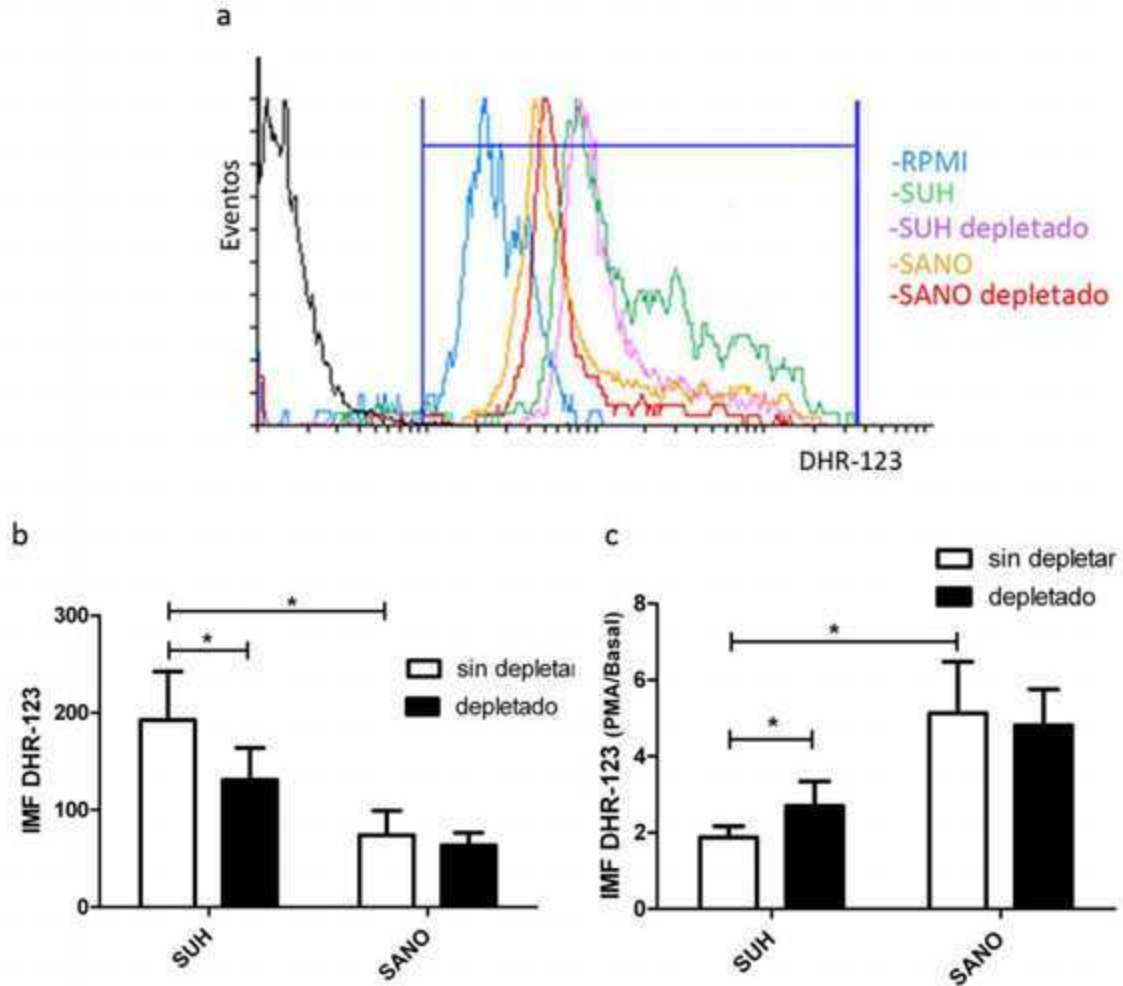 a
Eventos
-RPMI
-SUH
-SUH depletado
-SANO
-SANO depletado
DHR-123
b
300
200
100
0
IMF DHR-123
*
*
sin depletar
depletado
SUH
SANO
c
8
6
4
2
0
IMF DHR-123 (PMA/Basal)
*
*
sin depletar
depletado
SUH
SANO